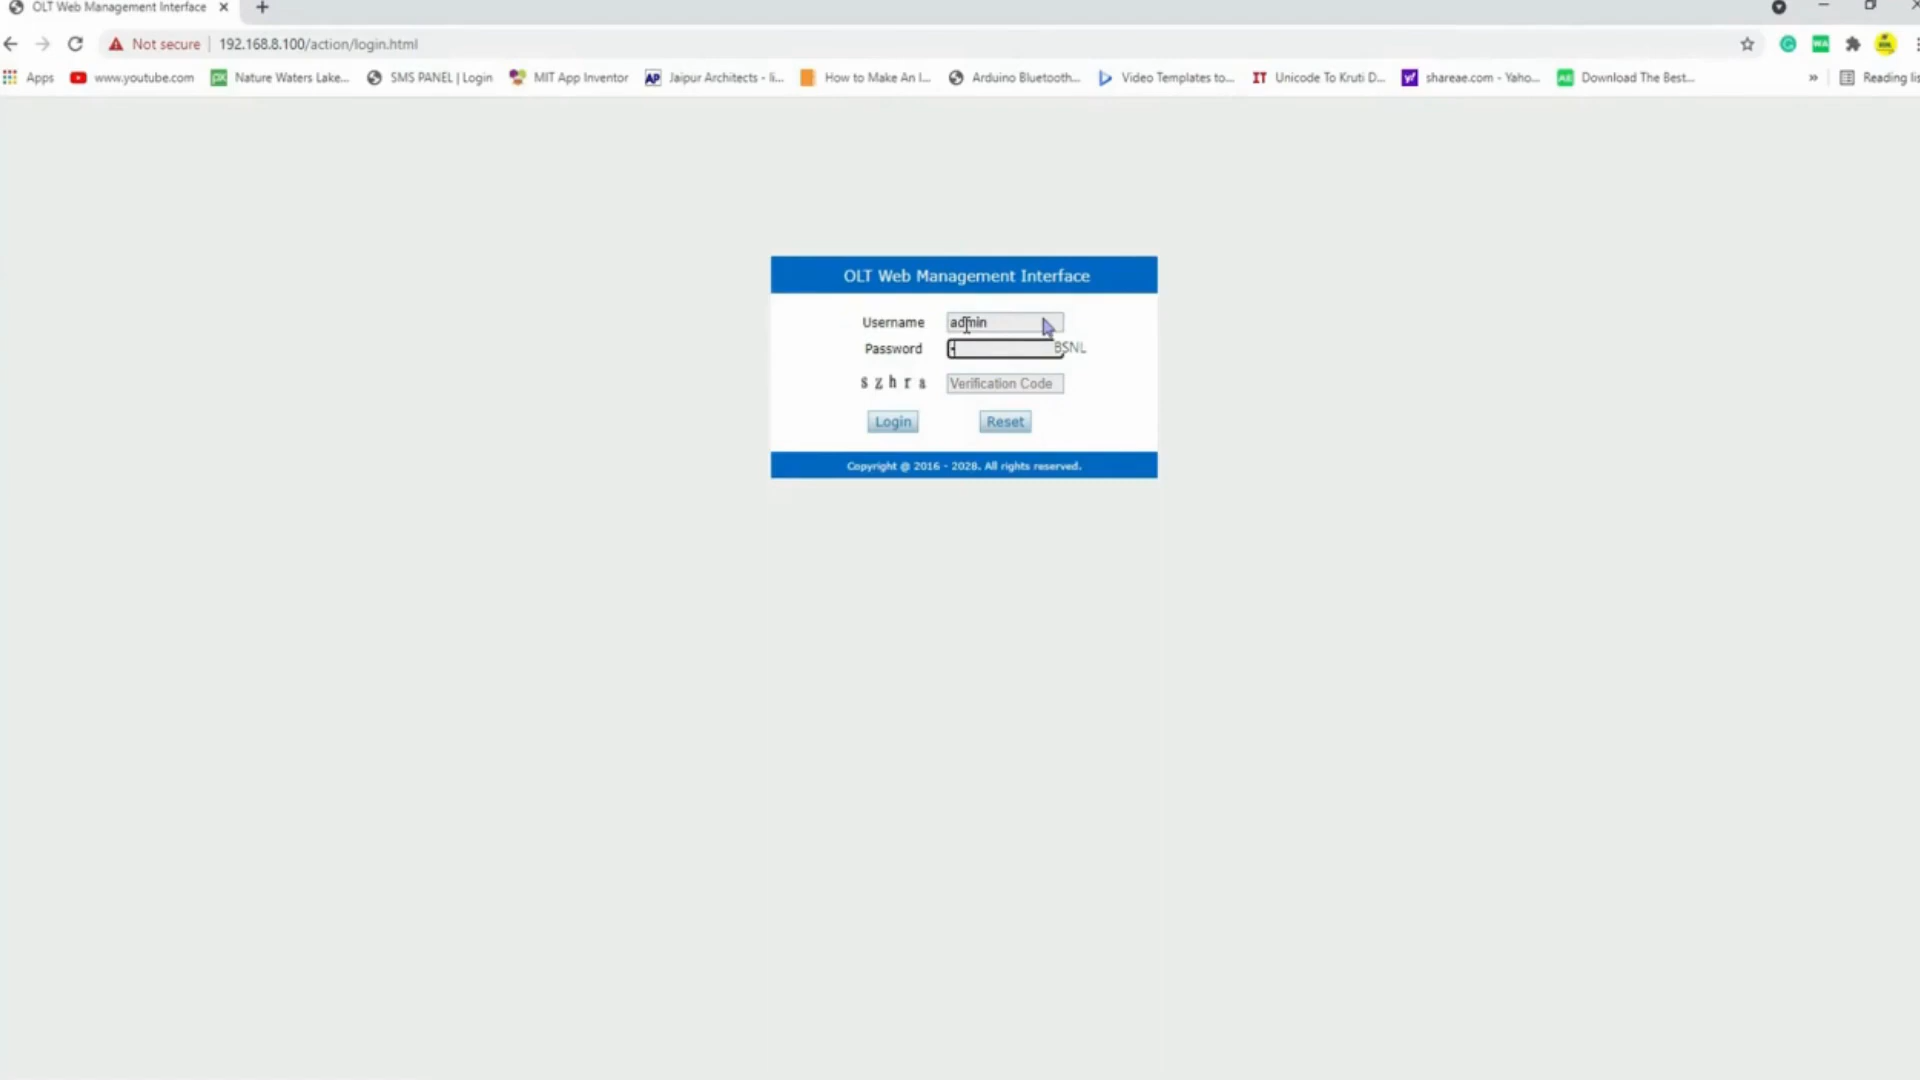 OLT Web Management Interface
Not secure 192.168.8.100/action/login.html
Apps www.youtube.com Nature Waters Lake... SMS PANEL | Login MIT App Inventor Jaipur Architects - li... How to Make An I... Arduino Bluetooth... Video Templates to... Unicode To Kruti D... shareae.com - Yaho... Download The Best... » Reading lis
OLT Web Management Interface
Username admin
Password BSNL
s z h r a Verification Code
Login Reset
Copyright @ 2016 - 2028. All rights reserved.